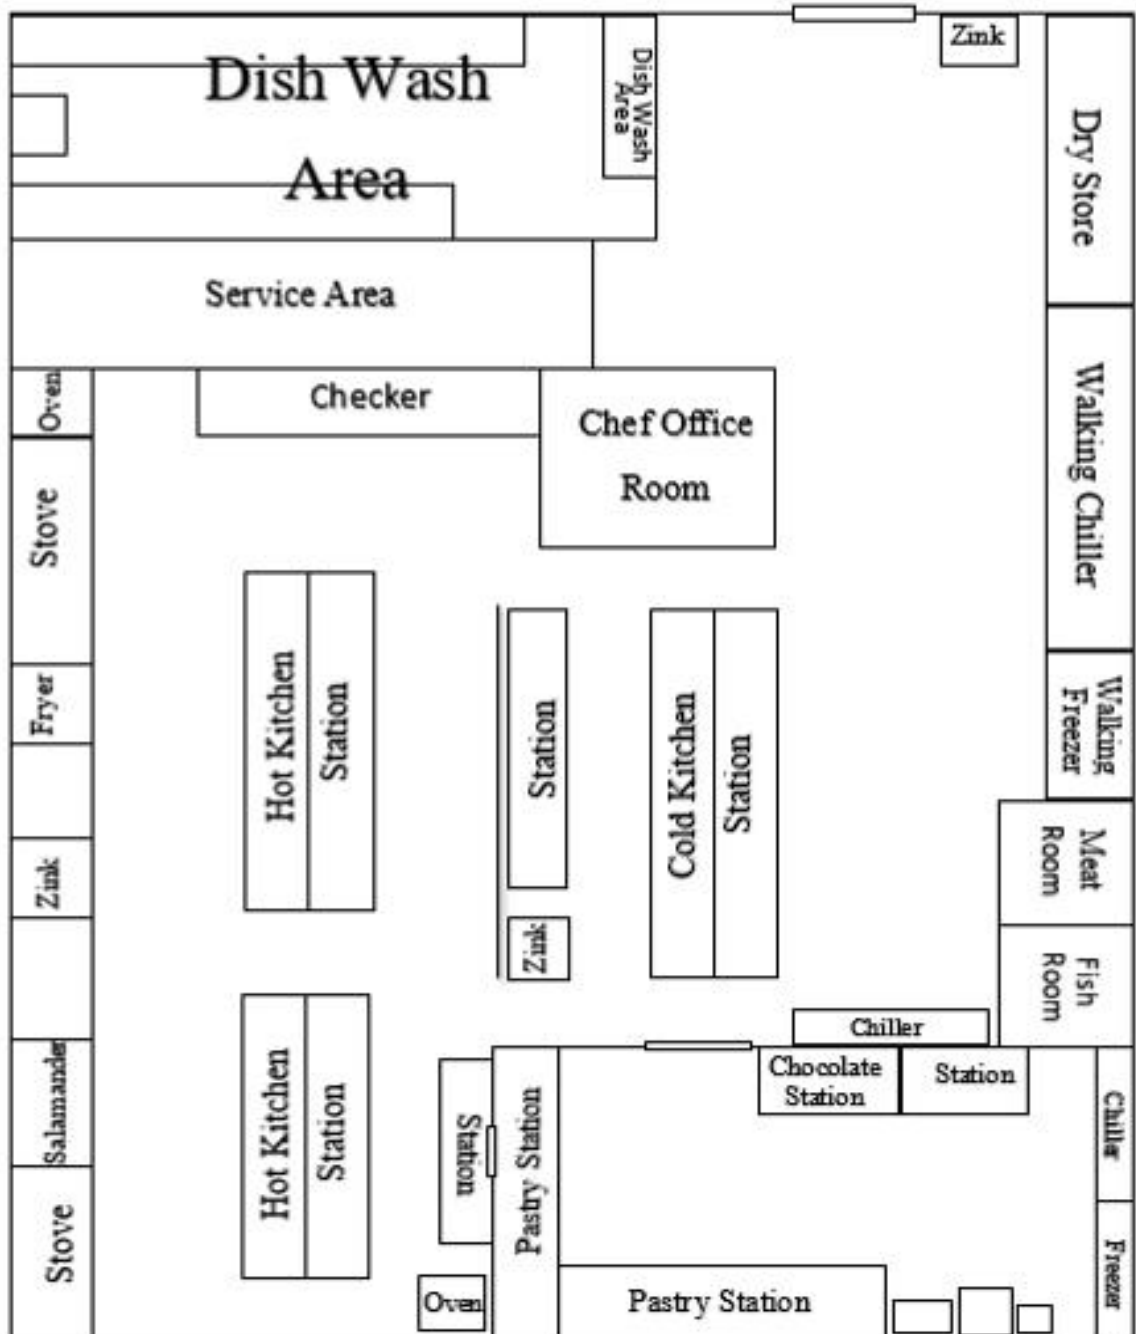 Zink
Dish Wash
Area
Dish Wash
Area
Dry Store
Service Area
Oven
Checker
Chef Office
Room
Walking Chiller
Stove
Hot Kitchen
Station
Station
Cold Kitchen
Station
Fryer
Walking
Freezer
Zink
Meat
Room
Zink
Fish
Room
Chiller
Salamander
Hot Kitchen
Station
Station
Pastry Station
Chocolate
Station
Station
Chiller
Stove
Oven
Pastry Station
Freezer